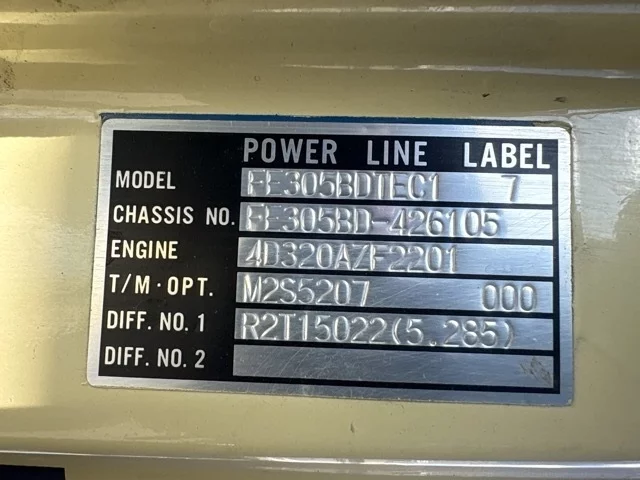 POWER LINE LABEL
MODEL FE305BDTEC1 7
CHASSIS NO. FE305BD-426105
ENGINE 4D320AZF2201
T/M·OPT. M2S5207 000
DIFF. NO. 1 R2T15022(5.285)
DIFF. NO. 2